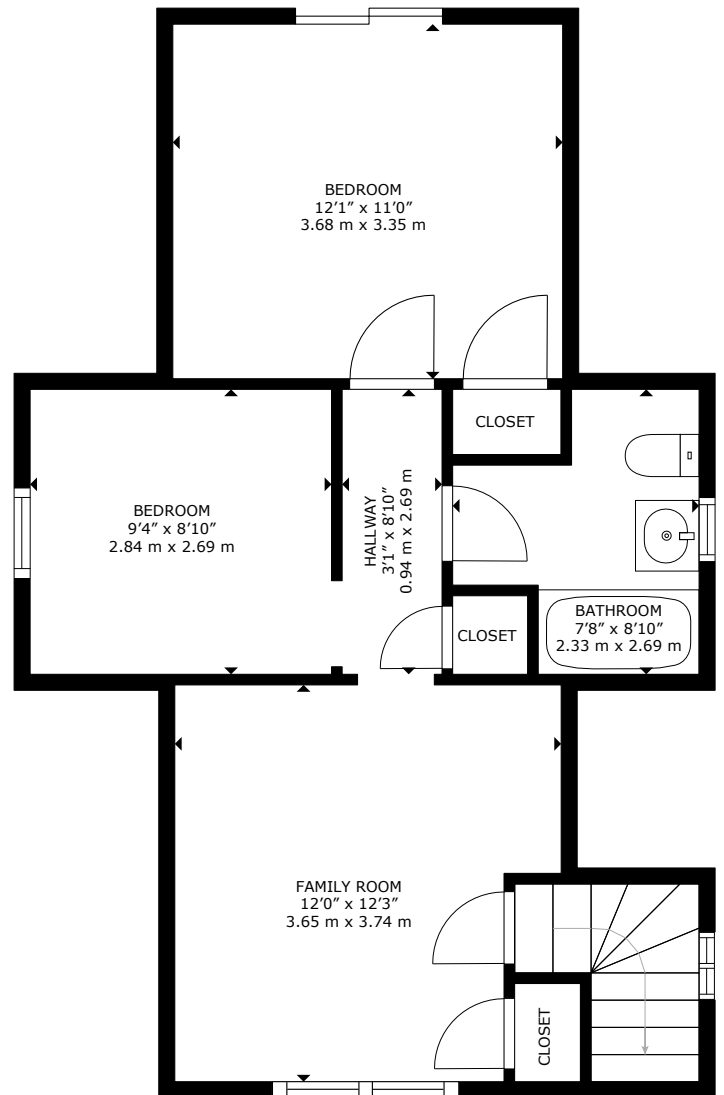 BEDROOM
12'1" x 11'0"
3.68 m x 3.35 m
CLOSET
BEDROOM
9'4" x 8'10"
2.84 m x 2.69 m
HALLWAY
3'1" x 8'10"
0.94 m x 2.69 m
CLOSET
BATHROOM
7'8" x 8'10"
2.33 m x 2.69 m
FAMILY ROOM
12'0" x 12'3"
3.65 m x 3.74 m
CLOSET